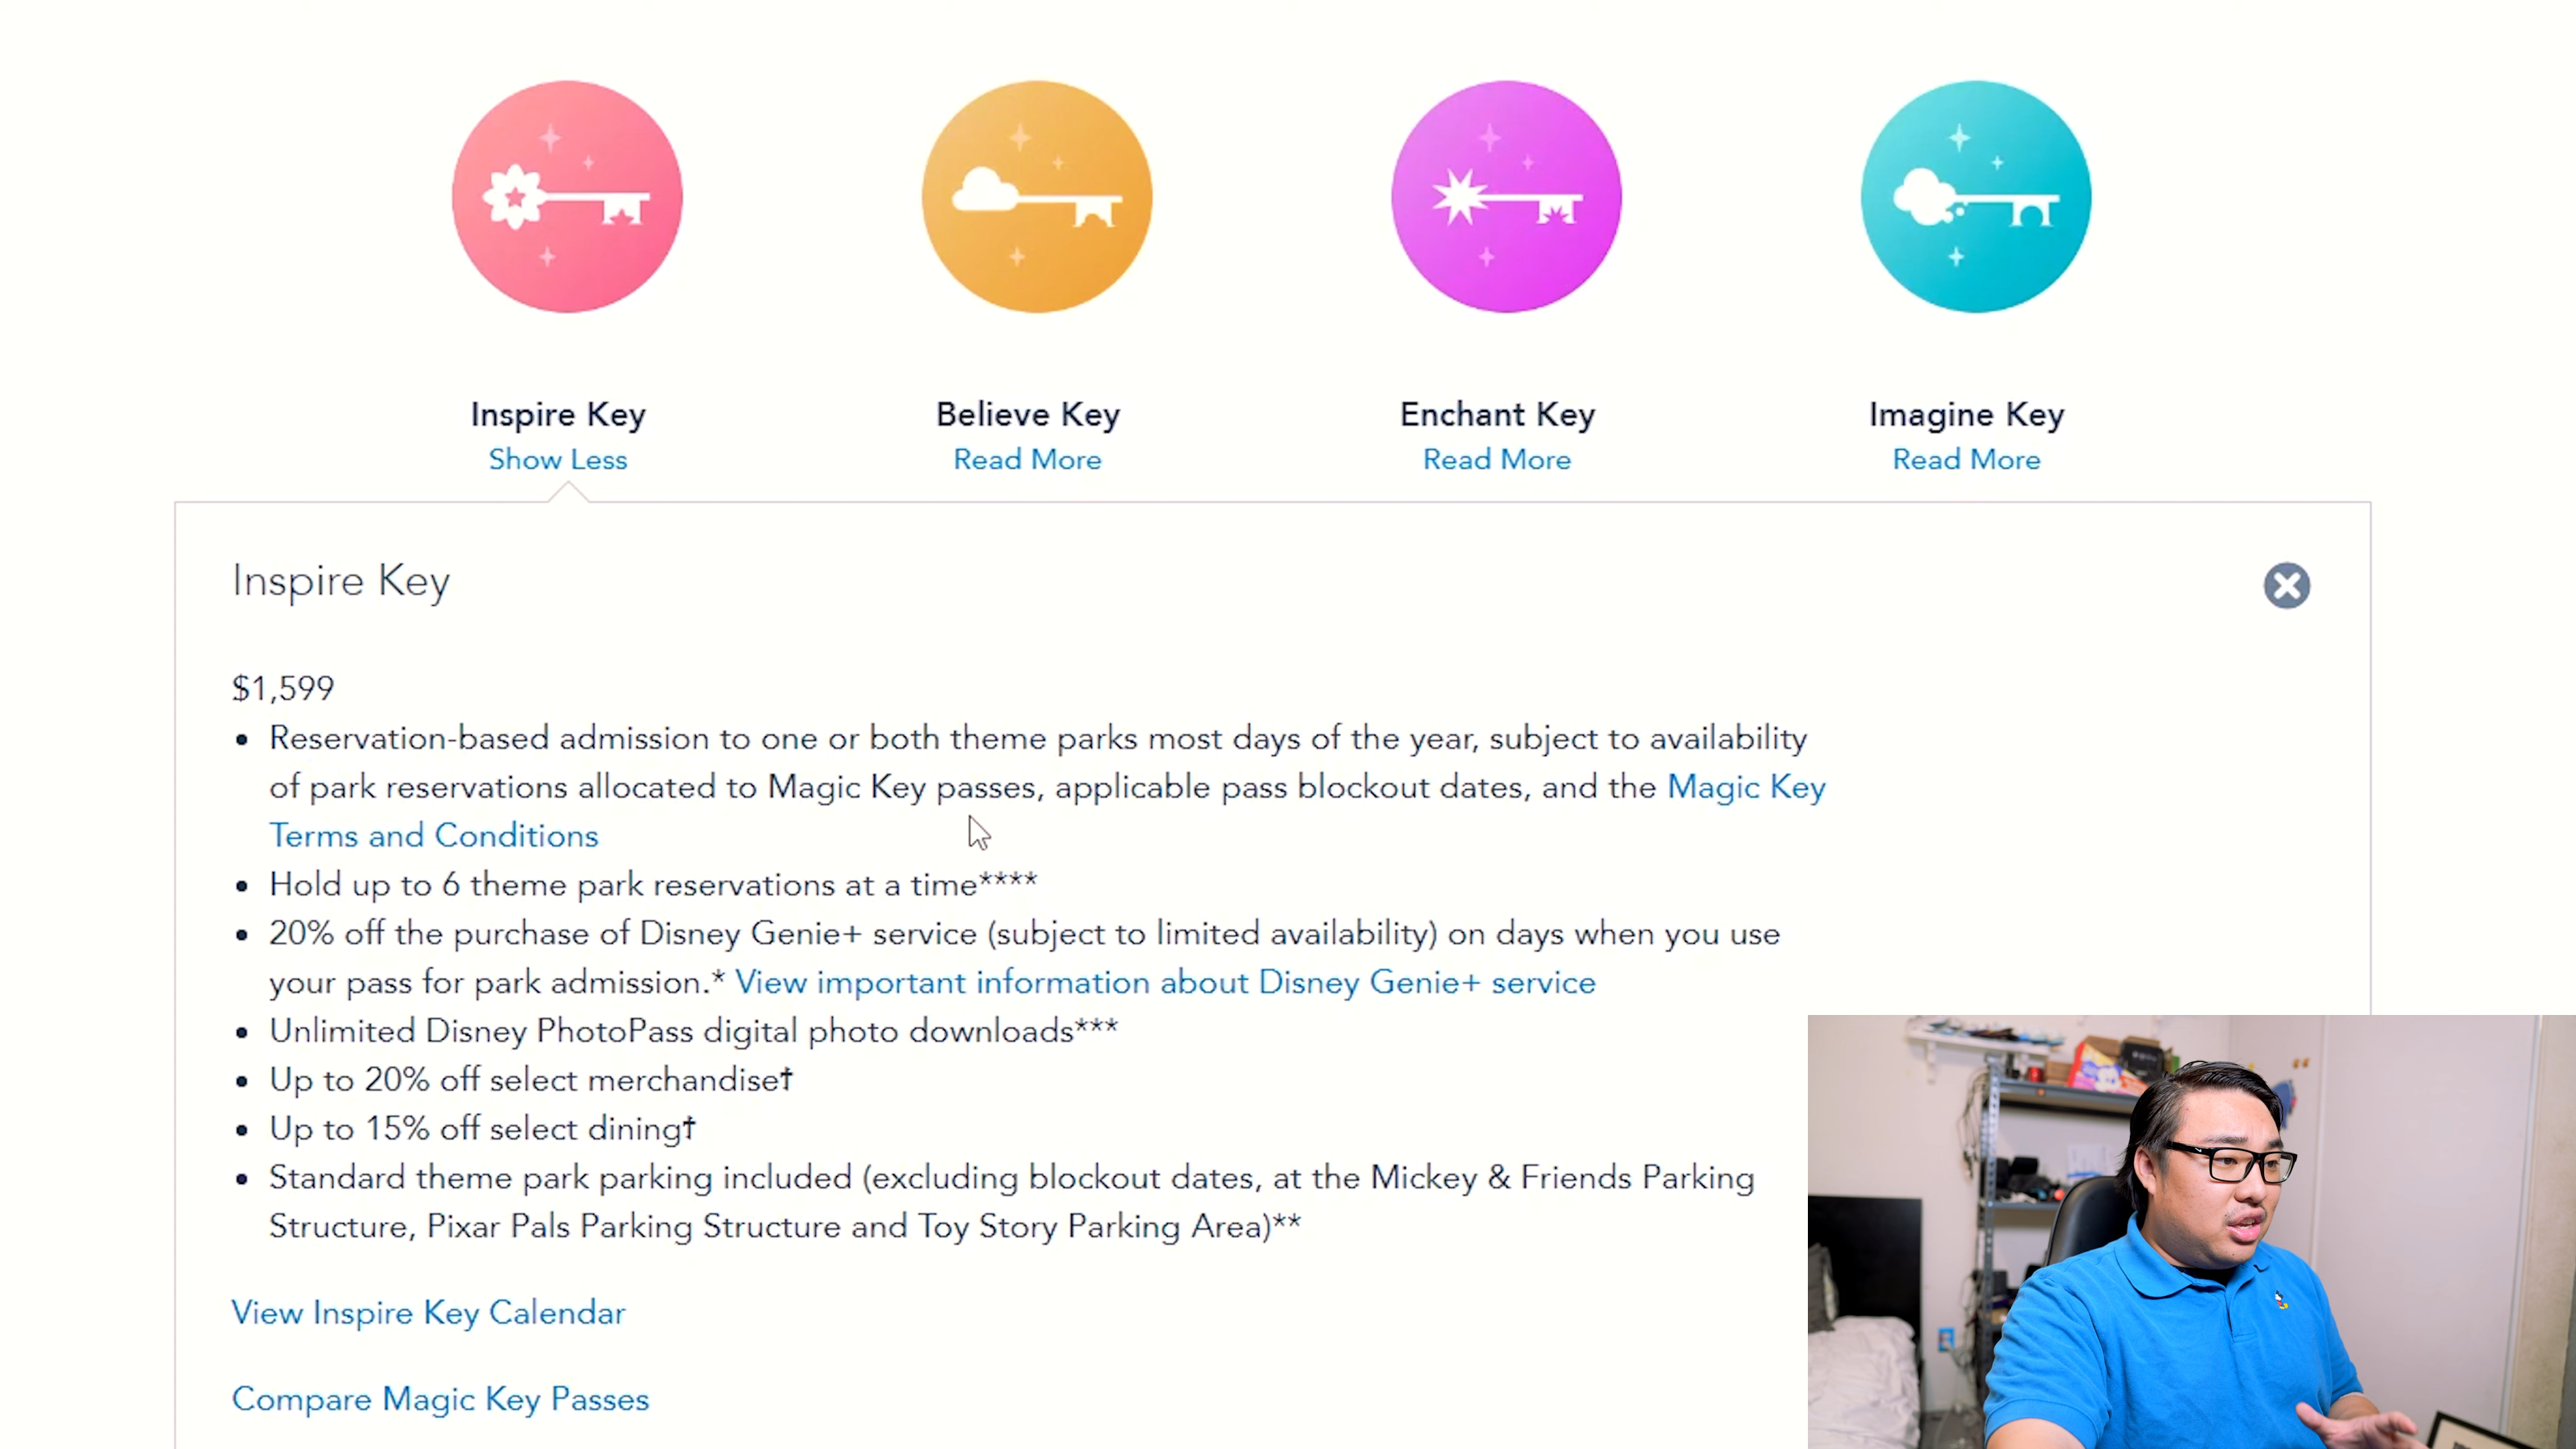 Inspire Key Believe Key Enchant Key Imagine Key
Show Less Read More Read More Read More
Inspire Key
$1,599
• Reservation-based admission to one or both theme parks most days of the year, subject to availability
of park reservations allocated to Magic Key passes, applicable pass blockout dates, and the Magic Key
Terms and Conditions
• Hold up to 6 theme park reservations at a time****
• 20% off the purchase of Disney Genie+ service (subject to limited availability) on days when you use
your pass for park admission.* View important information about Disney Genie+ service
• Unlimited Disney PhotoPass digital photo downloads***
• Up to 20% off select merchandise†
• Up to 15% off select dining†
• Standard theme park parking included (excluding blockout dates, at the Mickey & Friends Parking
Structure, Pixar Pals Parking Structure and Toy Story Parking Area)**
View Inspire Key Calendar
Compare Magic Key Passes